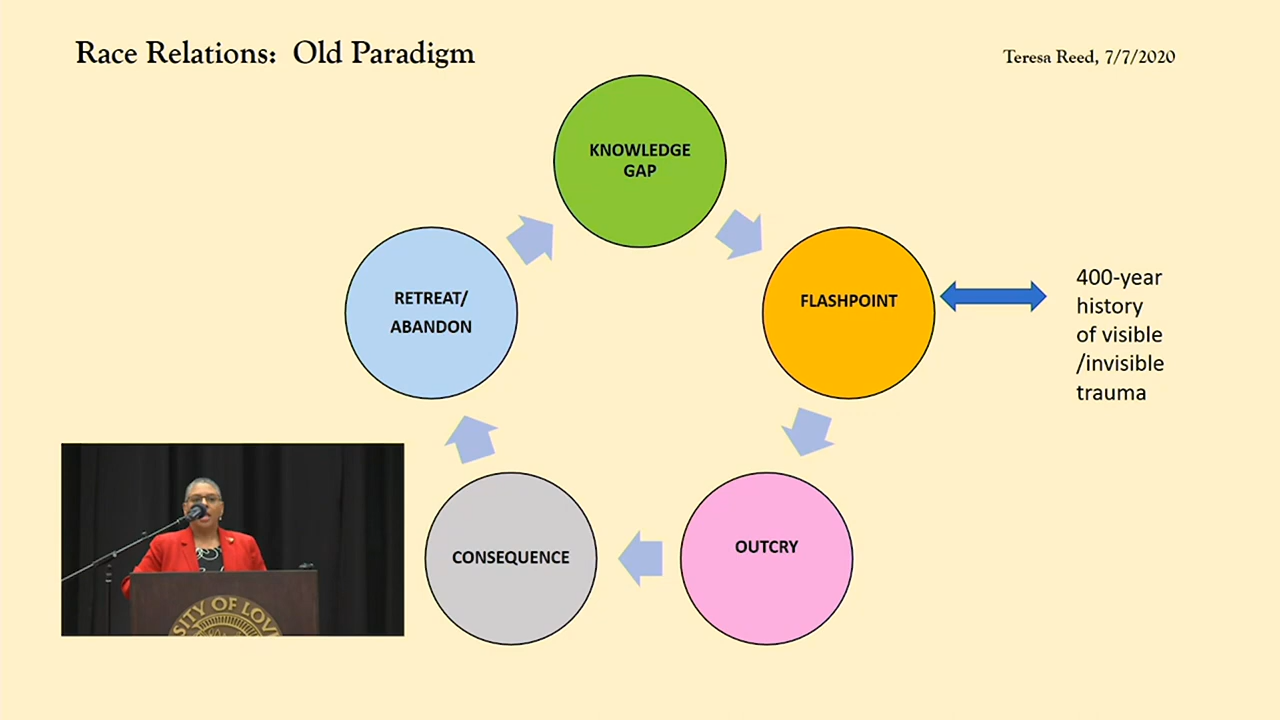 Race Relations: Old Paradigm
Teresa Reed, 7/7/2020
KNOWLEDGE
GAP
FLASHPOINT
400-year
history
of visible
/invisible
trauma
OUTCRY
CONSEQUENCE
RETREAT/
ABANDON
SITY OF LOV